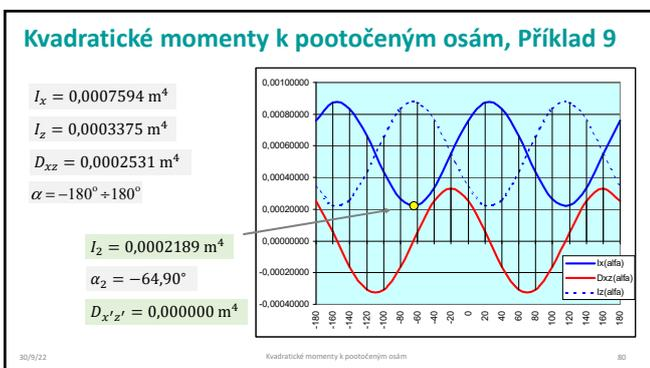 Kvadratické momenty k pootočeným osám, Příklad 9
I_x = 0,0007594 m⁴
I_z = 0,0003375 m⁴
D_xz = 0,0002531 m⁴
α = −180° ÷180°
I_2 = 0,0002189 m⁴
α_2 = −64,90°
D_x′z′ = 0,000000 m⁴
0,00100000
0,00080000
0,00060000
0,00040000
0,00020000
0,00000000
-0,00020000
-0,00040000
-180 -160 -140 -120 -100 -80 -60 -40 -20 0 20 40 60 80 100 120 140 160 180
Ix(alfa)
Dxz(alfa)
Iz(alfa)
30/9/22 Kvadratické momenty k pootočeným osám 80